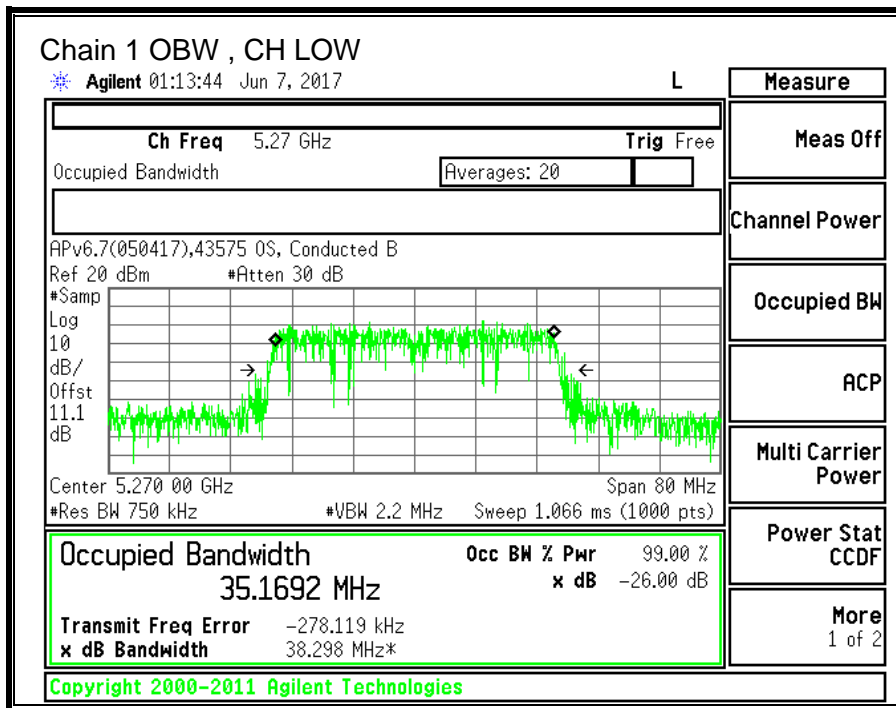 Chain 1 OBW , CH LOW
Agilent 01:13:44 Jun 7, 2017 L
Ch Freq 5.27 GHz Trig Free
Occupied Bandwidth Averages: 20
APv6.7(050417),43575 OS, Conducted B
Ref 20 dBm #Atten 30 dB
#Samp
Log
10
dB/
Offst
11.1
dB
Center 5.270 00 GHz Span 80 MHz
#Res BW 750 kHz #VBW 2.2 MHz Sweep 1.066 ms (1000 pts)
Occupied Bandwidth Occ BW % Pwr 99.00 %
35.1692 MHz x dB -26.00 dB
Transmit Freq Error -278.119 kHz
x dB Bandwidth 38.298 MHz*
Copyright 2000-2011 Agilent Technologies
Measure
Meas Off
Channel Power
Occupied BW
ACP
Multi Carrier
Power
Power Stat
CCDF
More
1 of 2